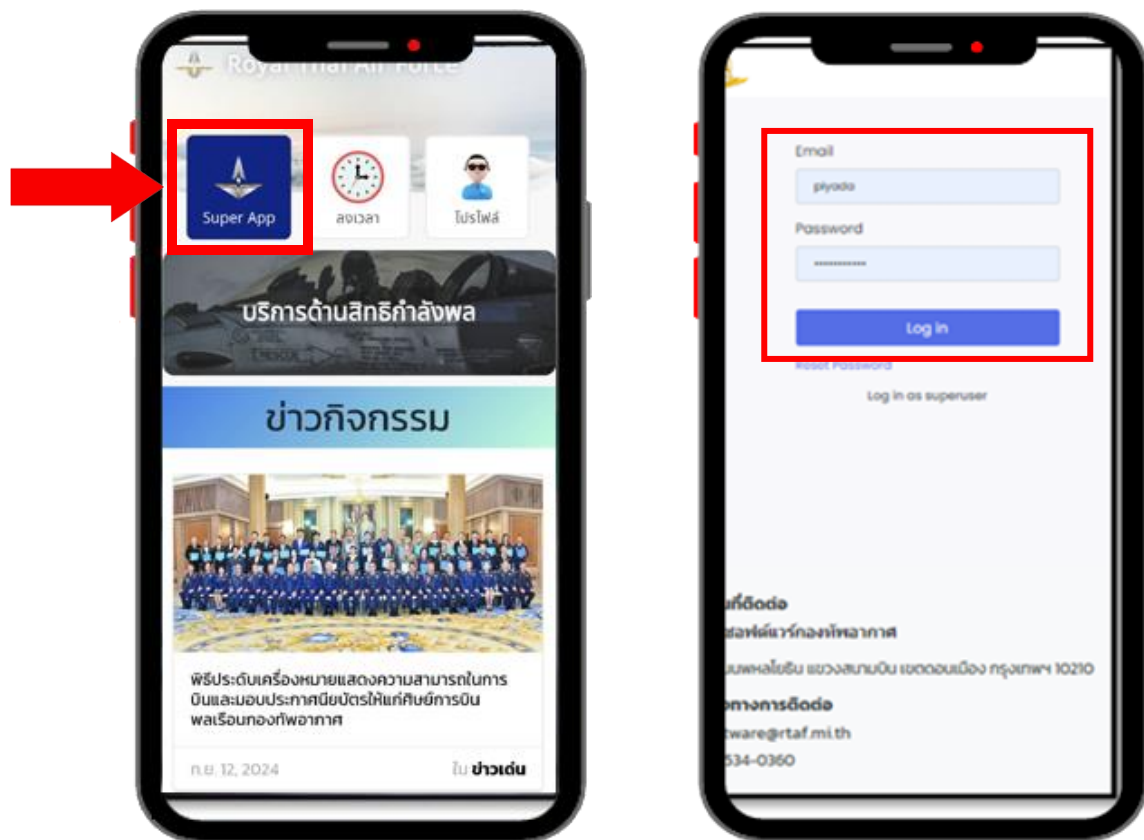 Royal Thai Air Force
Super App
ลงเวลา
โปรไฟล์
บริการด้านสิทธิกำลังพล
ข่าวกิจกรรม
พิธีประดับเครื่องหมายแสดงความสามารถในการ
บินและมอบประกาศนียบัตรให้แก่ศิษย์การบิน
พลเรือนกองทัพอากาศ
ก.ย. 12, 2024
ใน ข่าวเด่น
Email
piyada
Password
Log in
Reset Password
Log in as superuser
นที่ติดต่อ
ซอฟต์แวร์กองทัพอากาศ
นนพหลโยธิน แขวงสนามบิน เขตดอนเมือง กรุงเทพฯ 10210
งทางการติดต่อ
tware@rtaf.mi.th
534-0360